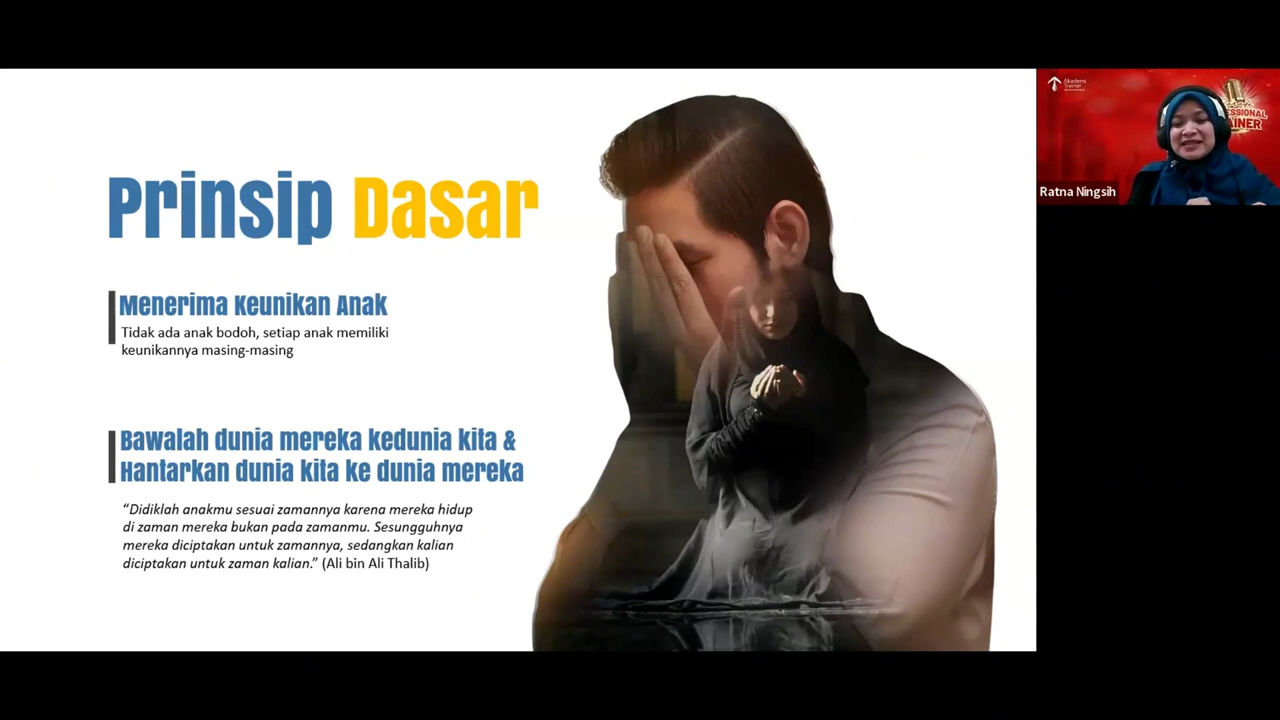 Prinsip Dasar
Menerima Keunikan Anak
Tidak ada anak bodoh, setiap anak memiliki
keunikannya masing-masing
Bawalah dunia mereka kedunia kita &
Hantarkan dunia kita ke dunia mereka
“Didiklah anakmu sesuai zamannya karena mereka hidup
di zaman mereka bukan pada zamanmu. Sesungguhnya
mereka diciptakan untuk zamannya, sedangkan kalian
diciptakan untuk zaman kalian.” (Ali bin Ali Thalib)
Akademi
Trainer
Ratna Ningsih